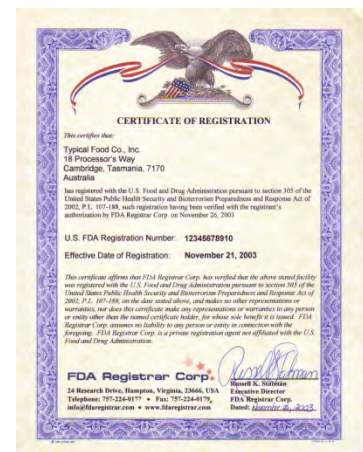 CERTIFICATE OF REGISTRATION
This certifies that:
Typical Food Co., Inc.
18 Processor's Way
Cambridge, Tasmania, 7170
Australia
has registered with the U.S. Food and Drug Administration pursuant to section 305 of the
United States Public Health Security and Bioterrorism Preparedness and Response Act of
2002, P.L. 107-188, such registration having been verified with the registrant's
authorization by FDA Registrar Corp. on November 26, 2003
U.S. FDA Registration Number: 12345678910
Effective Date of Registration: November 21, 2003
This certificate affirms that FDA Registrar Corp. has verified that the above stated facility
was registered with the U.S. Food and Drug Administration pursuant to section 305 of the
United States Public Health Security and Bioterrorism Preparedness and Response Act of
2002, P.L. 107-188, on the date stated above, and makes no other representations or
warranties, nor does this certificate make any representations or warranties to any person
or entity other than the named certificate holder, for whose sole benefit it is issued. FDA
Registrar Corp. assumes no liability to any person or entity in connection with the
foregoing. FDA Registrar Corp. is a private registration agent not affiliated with the U.S.
Food and Drug Administration.
FDA Registrar Corp.
24 Research Drive, Hampton, Virginia, 23666, USA
Telephone: 757-224-0177 • Fax: 757-224-0179
info@fdaregistrar.com • www.fdaregistrar.com
Russell K. Statman
Executive Director
FDA Registrar Corp.
Dated: November 26, 2003